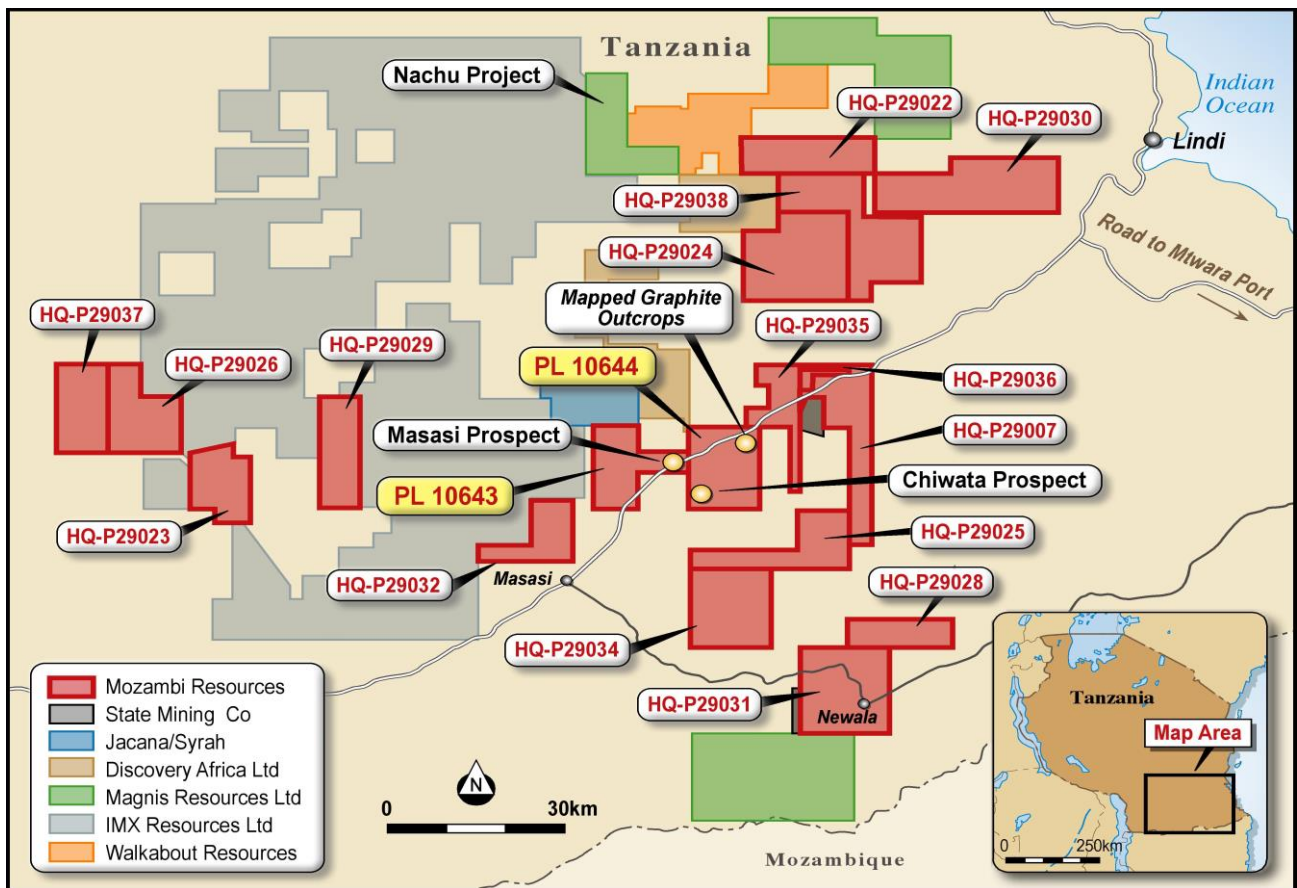 Tanzania
Nachu Project
Indian
Ocean
HQ-P29022
HQ-P29030
Lindi
HQ-P29038
HQ-P29024
Road to Mtwara Port
Mapped Graphite
Outcrops
HQ-P29037
HQ-P29035
HQ-P29029
HQ-P29026
PL 10644
HQ-P29036
HQ-P29007
Masasi Prospect
Chiwata Prospect
PL 10643
HQ-P29023
HQ-P29025
HQ-P29032
Masasi
HQ-P29028
HQ-P29034
HQ-P29031
Newala
Mozambi Resources
State Mining Co
Jacana/Syrah
Discovery Africa Ltd
Magnis Resources Ltd
IMX Resources Ltd
Walkabout Resources
N
0 30km
Mozambique
Tanzania
Map Area
0 250km